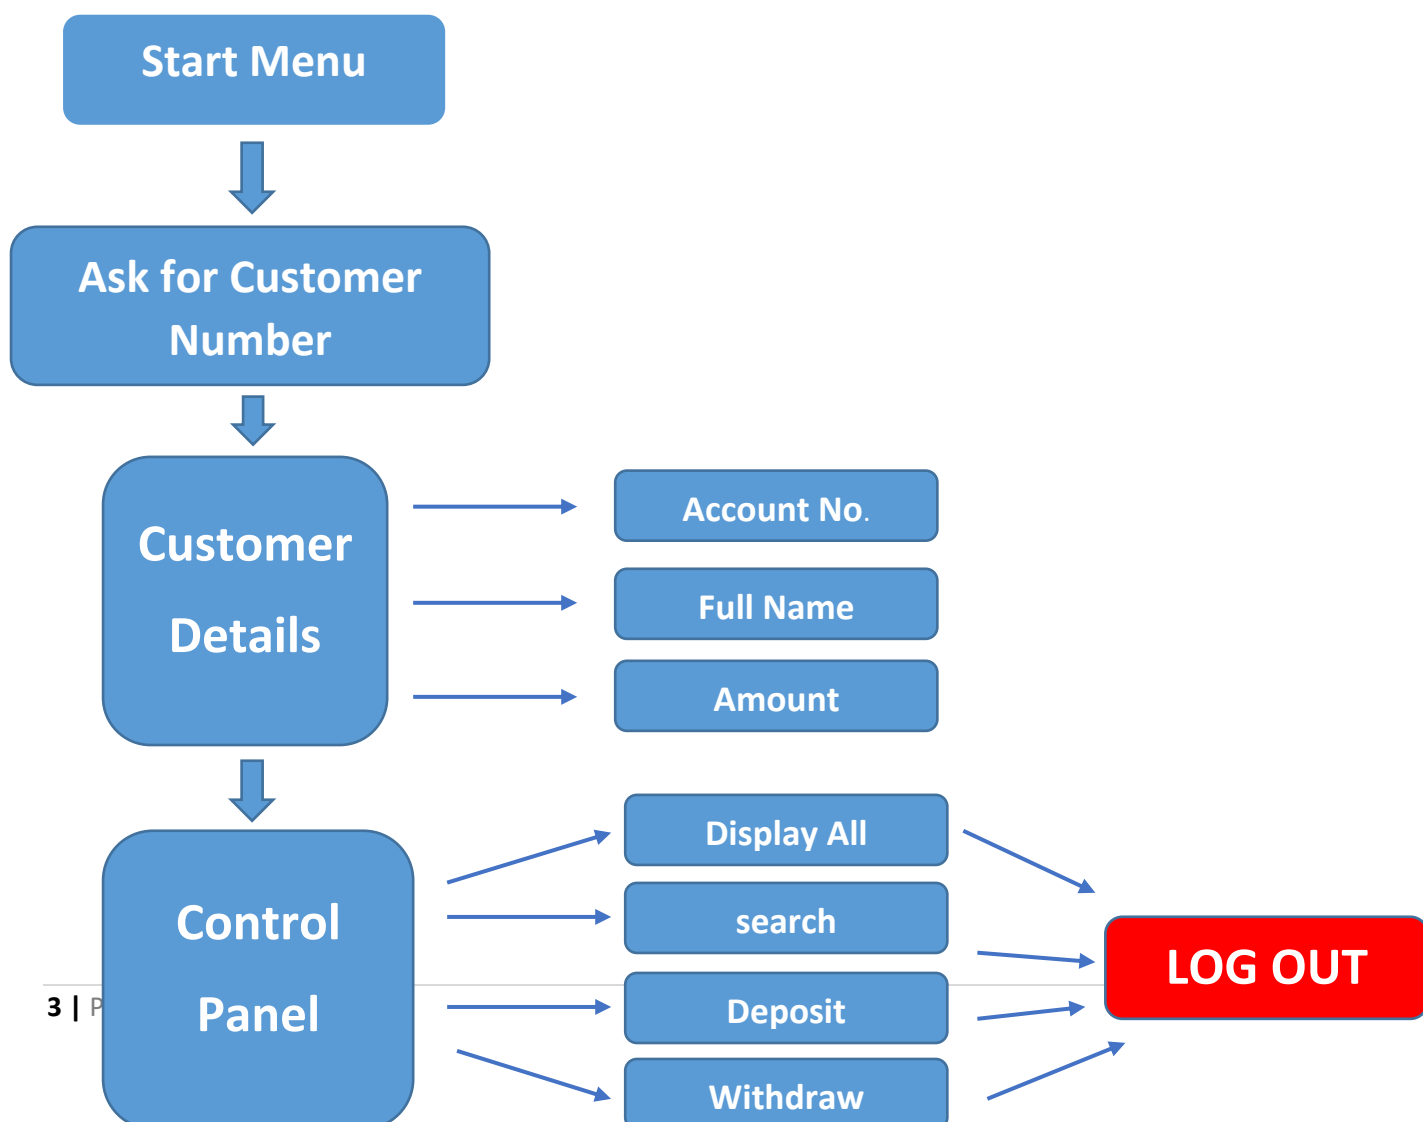 Start Menu
Ask for Customer
Number
Customer
Details
Account No.
Full Name
Amount
Control
Panel
Display All
search
Deposit
Withdraw
LOG OUT
3 | P